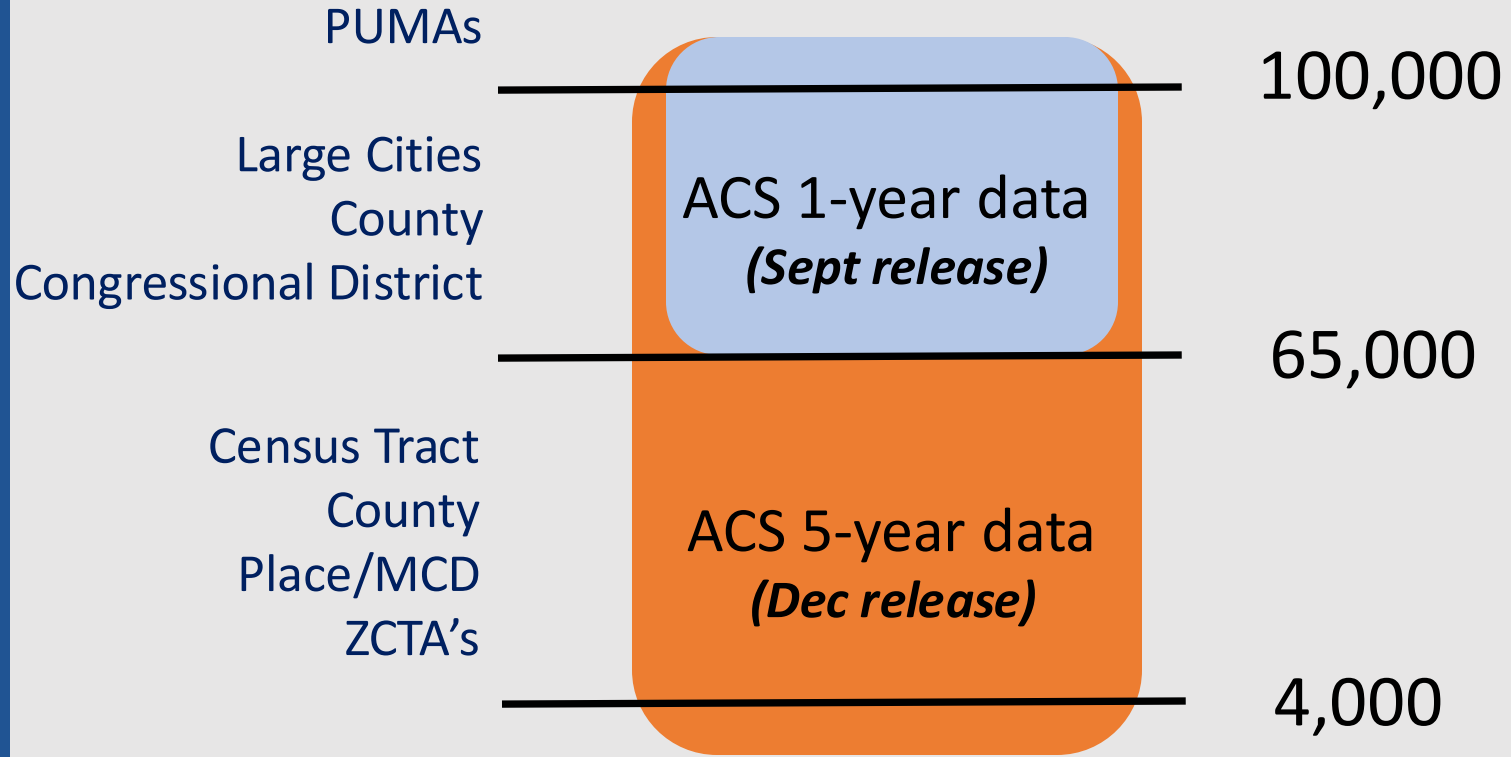 PUMAs
100,000
Large Cities
County
Congressional District
ACS 1-year data
(Sept release)
65,000
Census Tract
County
Place/MCD
ZCTA’s
ACS 5-year data
(Dec release)
4,000